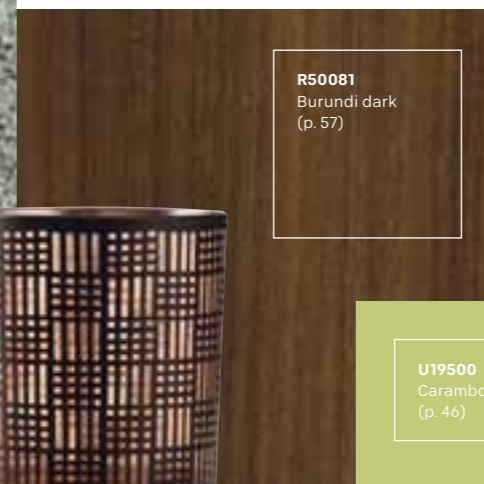 R50081
Burundi dark
(p. 57)
U19500
Carambo
(p. 46)